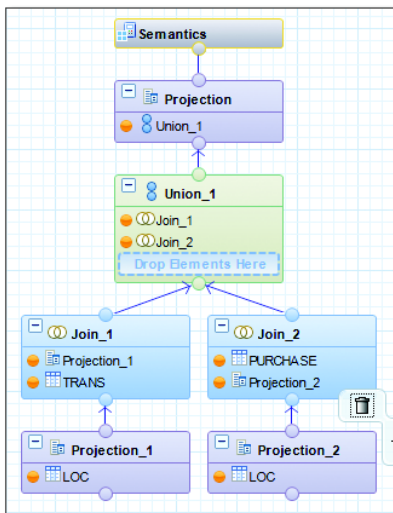 Semantics
Projection
Union_1
Union_1
Join_1
Join_2
Drop Elements Here
Join_1
Projection_1
TRANS
Join_2
PURCHASE
Projection_2
Projection_1
LOC
Projection_2
LOC